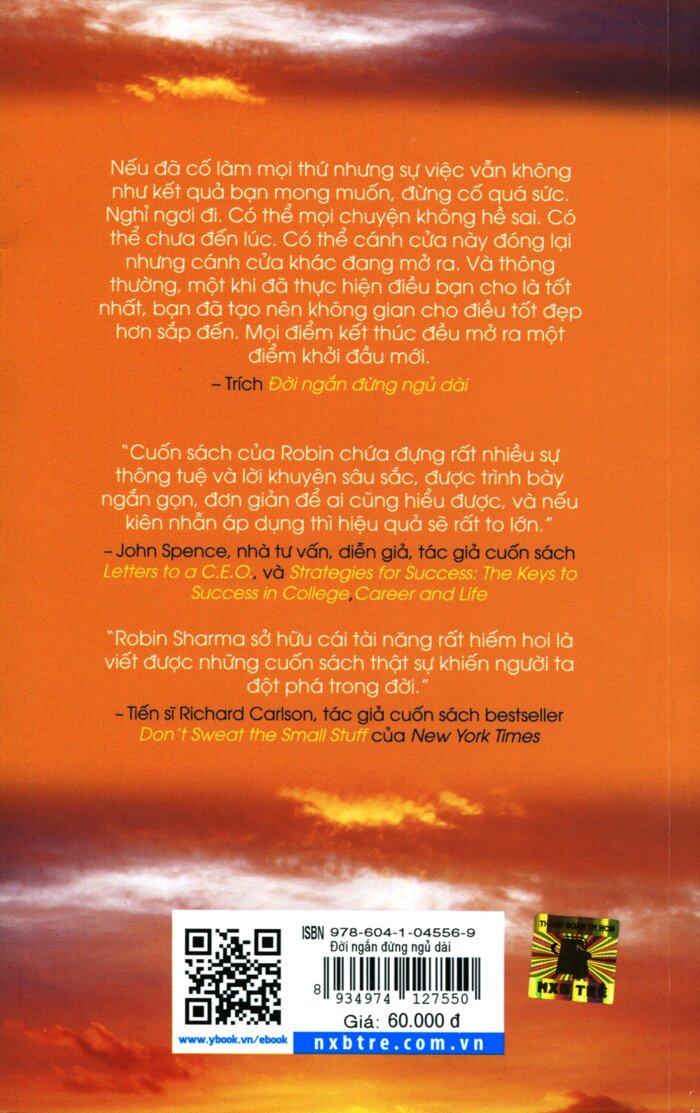 Nếu đã cố làm mọi thứ nhưng sự việc vẫn không
như kết quả bạn mong muốn, đừng cố quá sức.
Nghỉ ngơi đi. Có thể mọi chuyện không hề sai. Có
thể chưa đến lúc. Có thể cánh cửa này đóng lại
nhưng cánh cửa khác đang mở ra. Và thông
thường, một khi đã thực hiện điều bạn cho là tốt
nhất, bạn đã tạo nên không gian cho điều tốt đẹp
hơn sắp đến. Mọi điểm kết thúc đều mở ra một
điểm khởi đầu mới.
– Trích Đời ngắn đừng ngủ dài
“Cuốn sách của Robin chứa đựng rất nhiều sự
thông tuệ và lời khuyên sâu sắc, được trình bày
ngắn gọn, đơn giản để ai cũng hiểu được, và nếu
kiên nhẫn áp dụng thì hiệu quả sẽ rất to lớn.”
– John Spence, nhà tư vấn, diễn giả, tác giả cuốn sách
Letters to a C.E.O., và Strategies for Success: The Keys to
Success in College, Career and Life
“Robin Sharma sở hữu cái tài năng rất hiếm hoi là
viết được những cuốn sách thật sự khiến người ta
đột phá trong đời.”
– Tiến sĩ Richard Carlson, tác giả cuốn sách bestseller
Don’t Sweat the Small Stuff của New York Times
ISBN 978-604-1-04556-9
Đời ngắn đừng ngủ dài
8 934974 127550
Giá: 60.000 đ
www.ybook.vn/ebook
nxbtre.com.vn
THÀNH ĐOÀN TP. HCM
NXB TRẺ